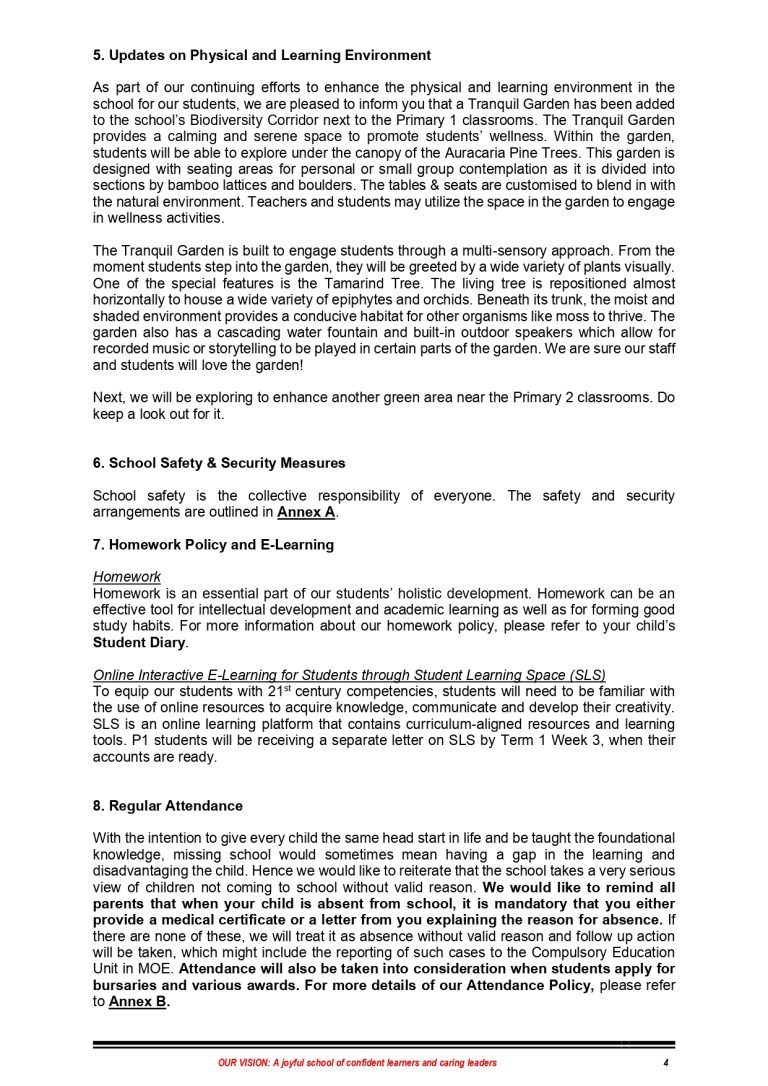 5. Updates on Physical and Learning Environment
As part of our continuing efforts to enhance the physical and learning environment in the
school for our students, we are pleased to inform you that a Tranquil Garden has been added
to the school's Biodiversity Corridor next to the Primary 1 classrooms. The Tranquil Garden
provides a calming and serene space to promote students' wellness. Within the garden,
students will be able to explore under the canopy of the Auracaria Pine Trees. This garden is
designed with seating areas for personal or small group contemplation as it is divided into
sections by bamboo lattices and boulders. The tables & seats are customised to blend in with
the natural environment. Teachers and students may utilize the space in the garden to engage
in wellness activities.
The Tranquil Garden is built to engage students through a multi-sensory approach. From the
moment students step into the garden, they will be greeted by a wide variety of plants visually.
One of the special features is the Tamarind Tree. The living tree is repositioned almost
horizontally to house a wide variety of epiphytes and orchids. Beneath its trunk, the moist and
shaded environment provides a conducive habitat for other organisms like moss to thrive. The
garden also has a cascading water fountain and built-in outdoor speakers which allow for
recorded music or storytelling to be played in certain parts of the garden. We are sure our staff
and students will love the garden!
Next, we will be exploring to enhance another green area near the Primary 2 classrooms. Do
keep a look out for it.
6. School Safety & Security Measures
School safety is the collective responsibility of everyone. The safety and security
arrangements are outlined in Annex A.
7. Homework Policy and E-Learning
Homework
Homework is an essential part of our students' holistic development. Homework can be an
effective tool for intellectual development and academic learning as well as for forming good
study habits. For more information about our homework policy, please refer to your child's
Student Diary.
Online Interactive E-Learning for Students through Student Learning Space (SLS)
To equip our students with 21st century competencies, students will need to be familiar with
the use of online resources to acquire knowledge, communicate and develop their creativity.
SLS is an online learning platform that contains curriculum-aligned resources and learning
tools. P1 students will be receiving a separate letter on SLS by Term 1 Week 3, when their
accounts are ready.
8. Regular Attendance
With the intention to give every child the same head start in life and be taught the foundational
knowledge, missing school would sometimes mean having a gap in the learning and
disadvantaging the child. Hence we would like to reiterate that the school takes a very serious
view of children not coming to school without valid reason. We would like to remind all
parents that when your child is absent from school, it is mandatory that you either
provide a medical certificate or a letter from you explaining the reason for absence. If
there are none of these, we will treat it as absence without valid reason and follow up action
will be taken, which might include the reporting of such cases to the Compulsory Education
Unit in MOE. Attendance will also be taken into consideration when students apply for
bursaries and various awards. For more details of our Attendance Policy, please refer
to Annex B.
OUR VISION: A joyful school of confident learners and caring leaders 4